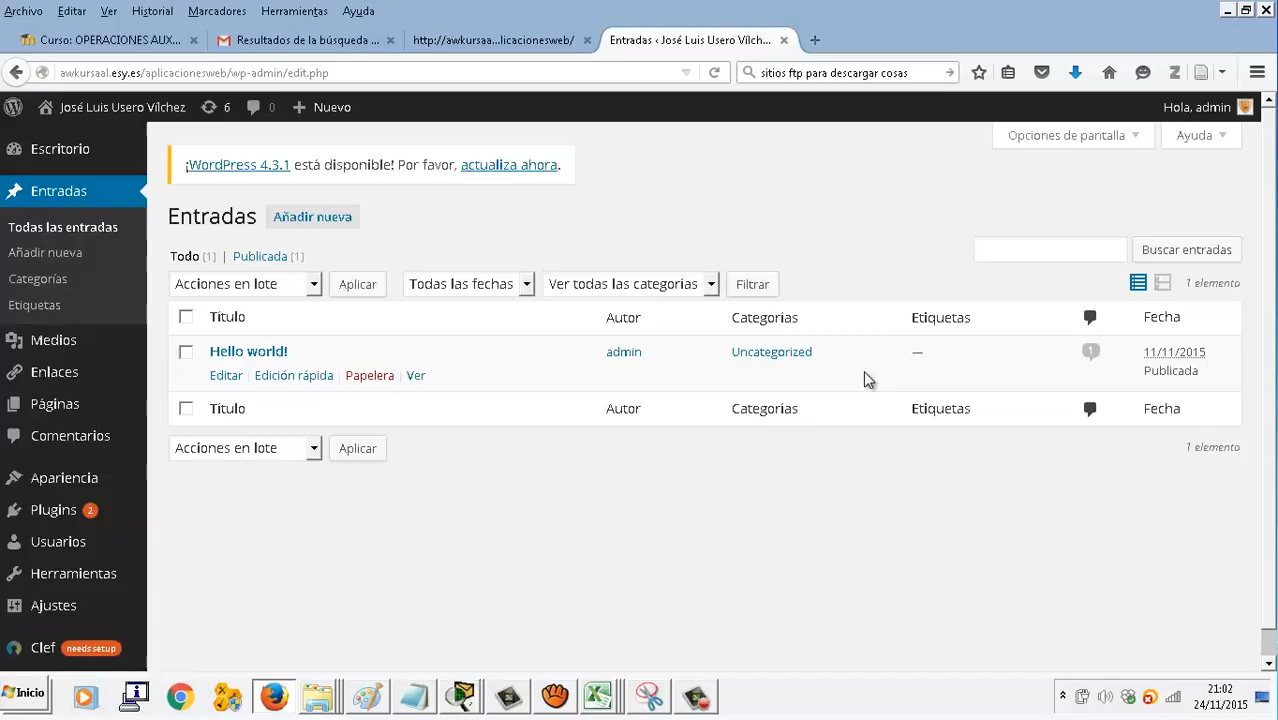 Archivo Editar Ver Historial Marcadores Herramientas Ayuda
Curso: OPERACIONES AUX... Resultados de la búsqueda ... http://awkursaa...licacionesweb/ Entradas ‹ José Luis Usero Vílch...
awkursaal.esy.es/aplicacionesweb/wp-admin/edit.php sitios ftp para descargar cosas
José Luis Usero Vílchez 6 0 Nuevo Hola, admin
Opciones de pantalla Ayuda
Escritorio
¡WordPress 4.3.1 está disponible! Por favor, actualiza ahora.
Entradas
Todas las entradas
Añadir nueva
Categorías
Etiquetas
Medios
Enlaces
Páginas
Comentarios
Apariencia
Plugins 2
Usuarios
Herramientas
Ajustes
Clef needs setup
Entradas Añadir nueva
Todo (1) | Publicada (1)
Buscar entradas
Acciones en lote Aplicar Todas las fechas Ver todas las categorías Filtrar 1 elemento
Título Autor Categorías Etiquetas Fecha
Hello world! admin Uncategorized — 1 11/11/2015
Editar | Edición rápida | Papelera | Ver Publicada
Título Autor Categorías Etiquetas Fecha
Acciones en lote Aplicar 1 elemento
Inicio
21:02
24/11/2015